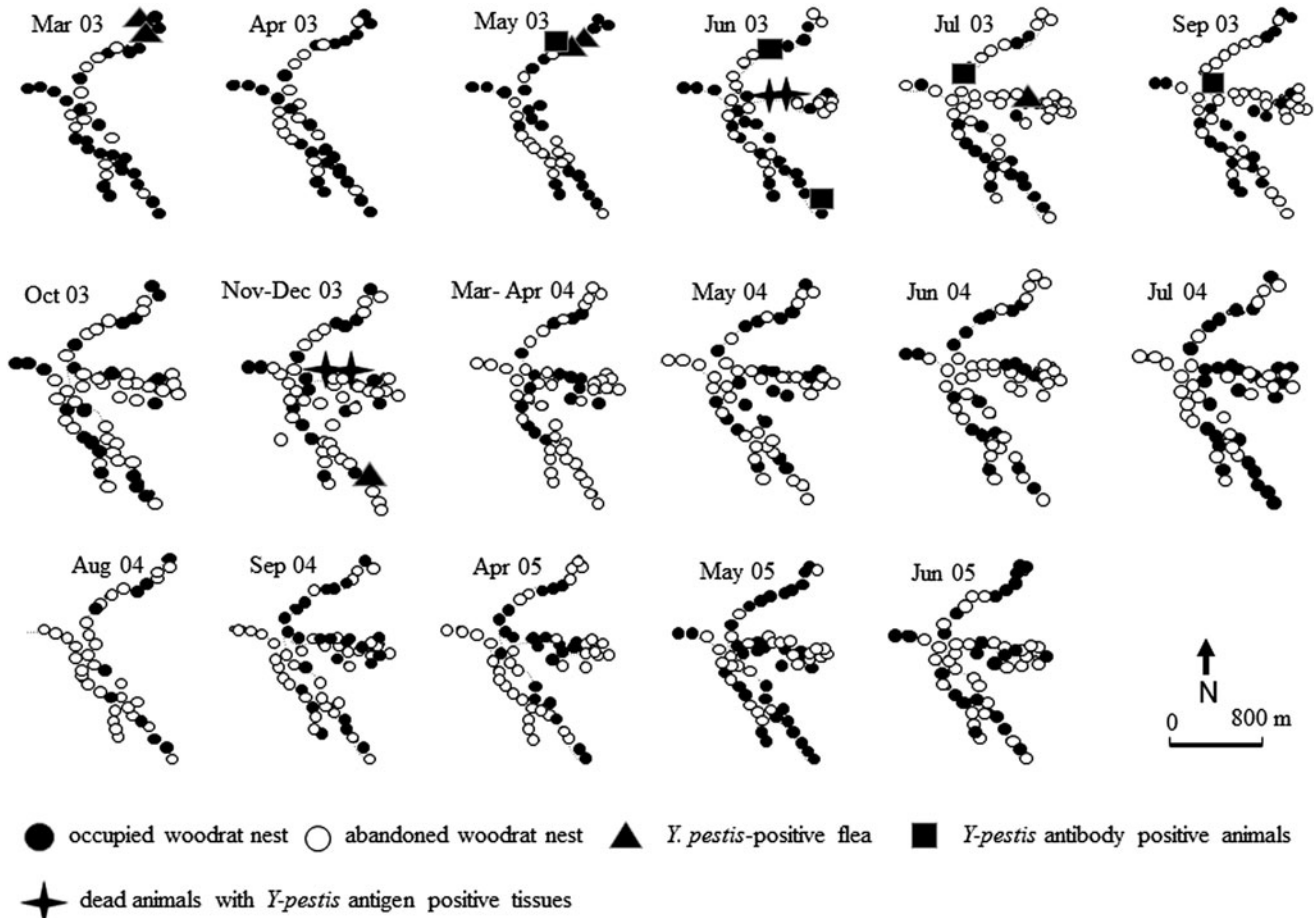 Mar 03 Apr 03 May 03 Jun 03 Jul 03 Sep 03
Oct 03 Nov-Dec 03 Mar- Apr 04 May 04 Jun 04 Jul 04
Aug 04 Sep 04 Apr 05 May 05 Jun 05
N
0 800 m
occupied woodrat nest abandoned woodrat nest Y. pestis-positive flea Y-pestis antibody positive animals
dead animals with Y-pestis antigen positive tissues